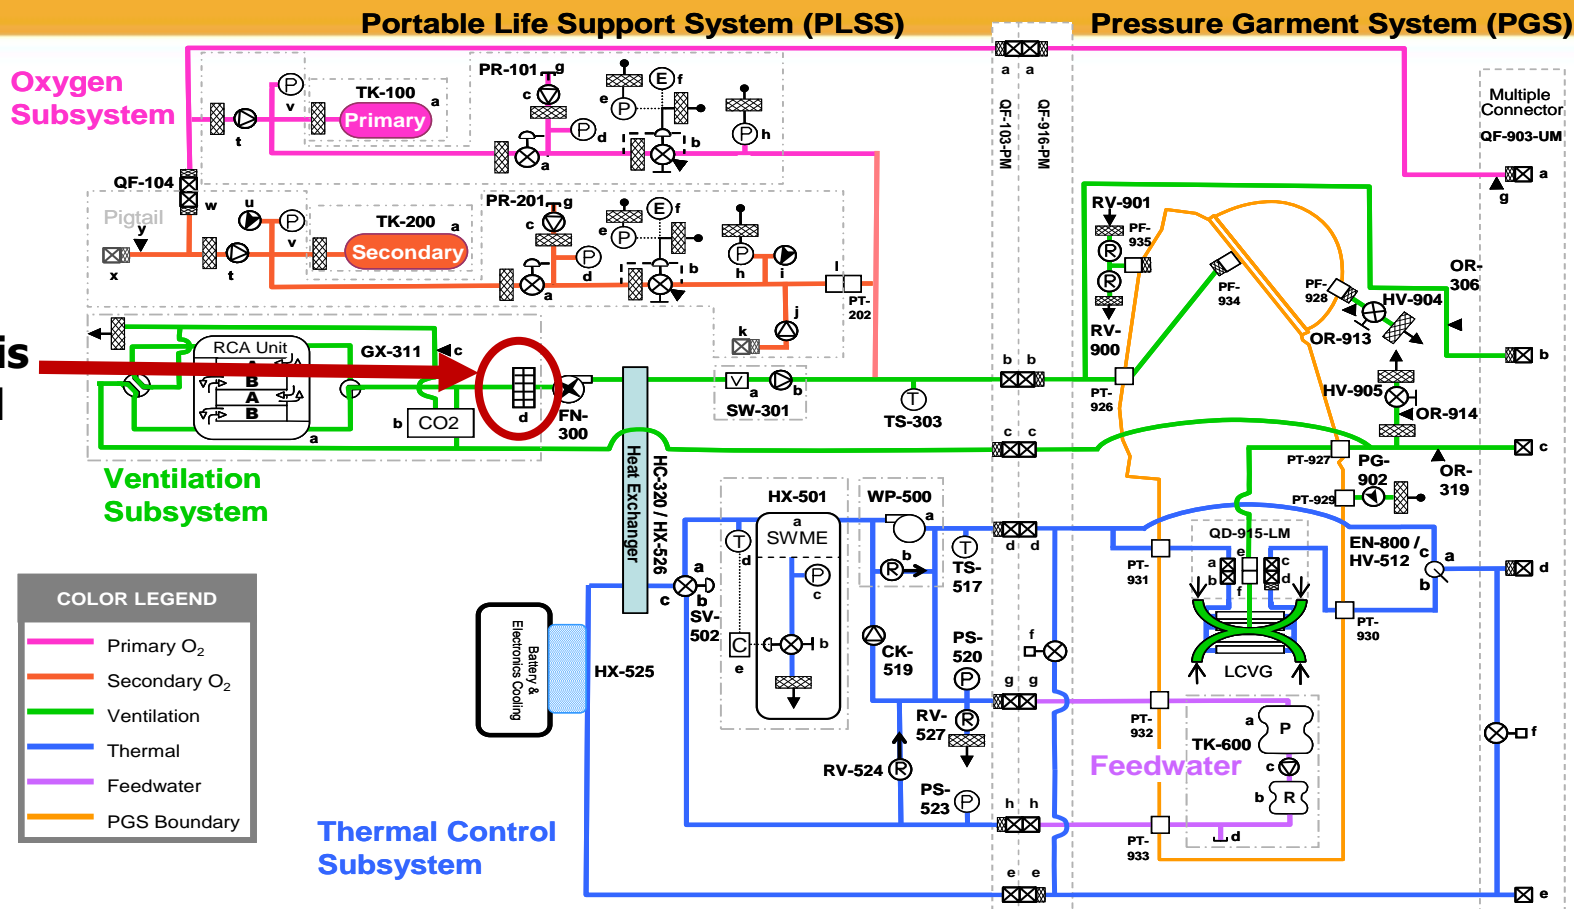 Portable Life Support System (PLSS)
Pressure Garment System (PGS)
Oxygen
Subsystem
TK-100
a
Primary
P
v
t
PR-101
g
c
d
P
a
e
P
E
f
b
P
h
a a
QF-103-PM
QF-916-PM
Multiple
Connector
QF-903-UM
a
g
QF-104
w
Pigtail
y
x
u
P
v
t
TK-200
a
Secondary
PR-201
g
c
P
d
a
e
P
E
f
b
P
h
i
l
PT-
202
j
k
RV-901
PF-
935
R
R
RV-
900
PF-
934
PF-
928
HV-904
OR-913
OR-
306
b
is
RCA Unit
A
B
A
B
a
GX-311
c
b
CO2
d
FN-
300
V
a
b
SW-301
T
TS-303
b b
PT-
926
HV-905
OR-914
c c
PT-927
PG-
902
OR-
319
c
PT-929
Ventilation
Subsystem
Heat Exchanger
HC-320 / HX-526
HX-501
a
SWME
T
d
P
c
C
e
b
WP-500
a
b
R
T
TS-
517
d d
PT-
931
QD-915-LM
e
a
b
c
d
f
EN-800 /
HV-512
c
a
b
d
PT-
930
LCVG
a
b
c
SV-
502
COLOR LEGEND
Primary O2
Secondary O2
Ventilation
Thermal
Feedwater
PGS Boundary
Battery &
Electronics Cooling
HX-525
CK-
519
PS-
520
P
f
g g
RV-
527
R
PT-
932
a
P
TK-600
c
b
R
d
f
Feedwater
RV-524
R
PS-
523
P
h h
PT-
933
Thermal Control
Subsystem
e e
e